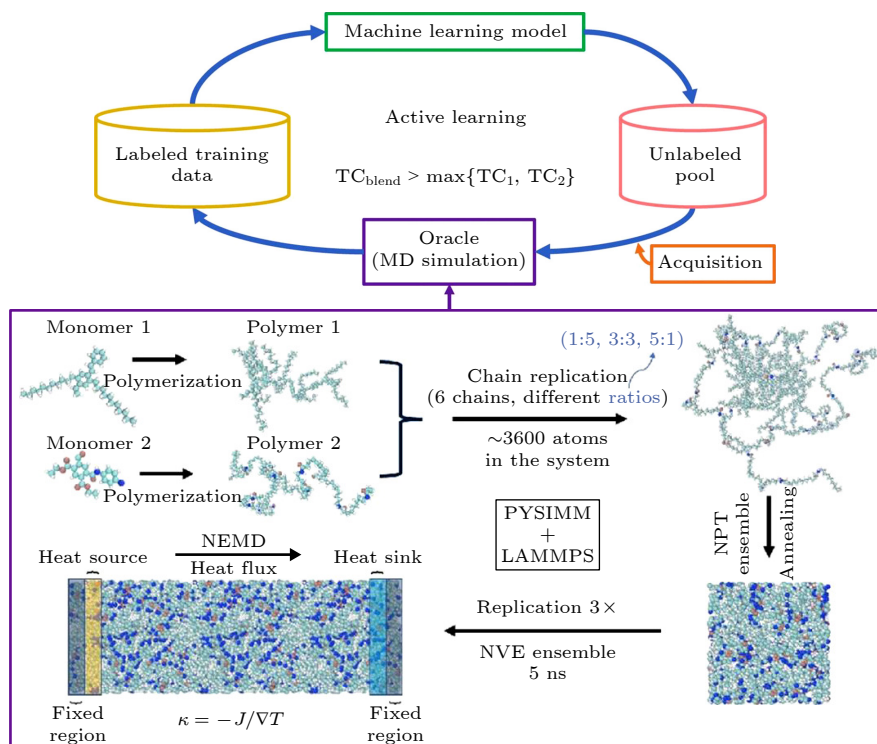 Machine learning model
Active learning
Labeled training
data
Unlabeled
pool
TC_blend > max{TC_1, TC_2}
Oracle
(MD simulation)
Acquisition
Monomer 1
Polymer 1
Polymerization
Monomer 2
Polymer 2
Polymerization
(1:5, 3:3, 5:1)
Chain replication
(6 chains, different ratios)
~3600 atoms
in the system
NPT
ensemble
Annealing
PYSIMM
+
LAMMPS
Heat source
NEMD
Heat flux
Heat sink
Replication 3×
NVE ensemble
5 ns
Fixed
region
κ = −J/∇T
Fixed
region